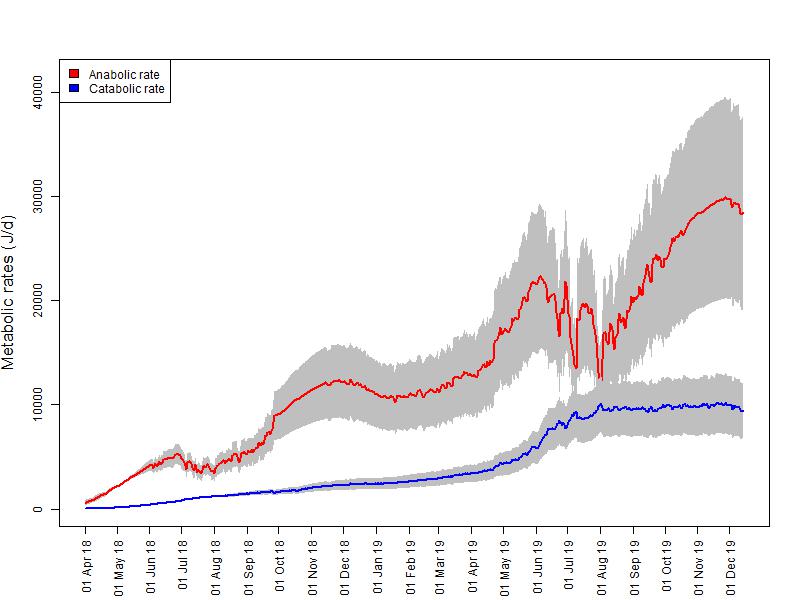 Anabolic rate
Catabolic rate
Metabolic rates (J/d)
40000
30000
20000
10000
0
01 Apr 18
01 May 18
01 Jun 18
01 Jul 18
01 Aug 18
01 Sep 18
01 Oct 18
01 Nov 18
01 Dec 18
01 Jan 19
01 Feb 19
01 Mar 19
01 Apr 19
01 May 19
01 Jun 19
01 Jul 19
01 Aug 19
01 Sep 19
01 Oct 19
01 Nov 19
01 Dec 19